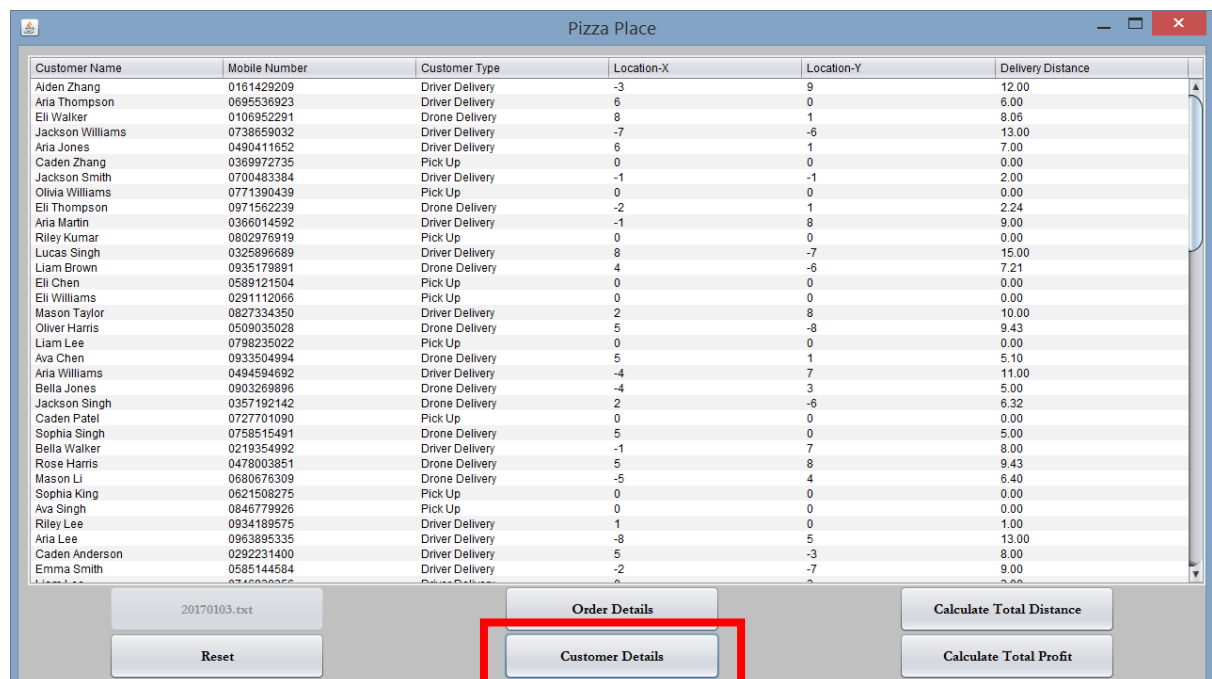 Pizza Place
Customer Name Mobile Number Customer Type Location-X Location-Y Delivery Distance
Aiden Zhang 0161429209 Driver Delivery -3 9 12.00
Aria Thompson 0695536923 Driver Delivery 6 0 6.00
Eli Walker 0106952291 Drone Delivery 8 1 8.06
Jackson Williams 0738659032 Driver Delivery -7 -6 13.00
Aria Jones 0490411652 Driver Delivery 6 1 7.00
Caden Zhang 0369972735 Pick Up 0 0 0.00
Jackson Smith 0700483384 Driver Delivery -1 -1 2.00
Olivia Williams 0771390439 Pick Up 0 0 0.00
Eli Thompson 0971562239 Drone Delivery -2 1 2.24
Aria Martin 0366014592 Driver Delivery -1 8 9.00
Riley Kumar 0802976919 Pick Up 0 0 0.00
Lucas Singh 0325896689 Driver Delivery 8 -7 15.00
Liam Brown 0935179891 Drone Delivery 4 -6 7.21
Eli Chen 0589121504 Pick Up 0 0 0.00
Eli Williams 0291112066 Pick Up 0 0 0.00
Mason Taylor 0827334350 Driver Delivery 2 8 10.00
Oliver Harris 0509035028 Drone Delivery 5 -8 9.43
Liam Lee 0798235022 Pick Up 0 0 0.00
Ava Chen 0933504994 Drone Delivery 5 1 5.10
Aria Williams 0494594692 Driver Delivery -4 7 11.00
Bella Jones 0903269896 Drone Delivery -4 3 5.00
Jackson Singh 0357192142 Drone Delivery 2 -6 6.32
Caden Patel 0727701090 Pick Up 0 0 0.00
Sophia Singh 0758515491 Drone Delivery 5 0 5.00
Bella Walker 0219354992 Driver Delivery -1 7 8.00
Rose Harris 0478003851 Drone Delivery 5 8 9.43
Mason Li 0680676309 Drone Delivery -5 4 6.40
Sophia King 0621508275 Pick Up 0 0 0.00
Ava Singh 0846779926 Pick Up 0 0 0.00
Riley Lee 0934189575 Driver Delivery 1 0 1.00
Aria Lee 0963895335 Driver Delivery -8 5 13.00
Caden Anderson 0292231400 Driver Delivery 5 -3 8.00
Emma Smith 0585144584 Driver Delivery -2 -7 9.00
20170103.txt Order Details Calculate Total Distance
Reset Customer Details Calculate Total Profit